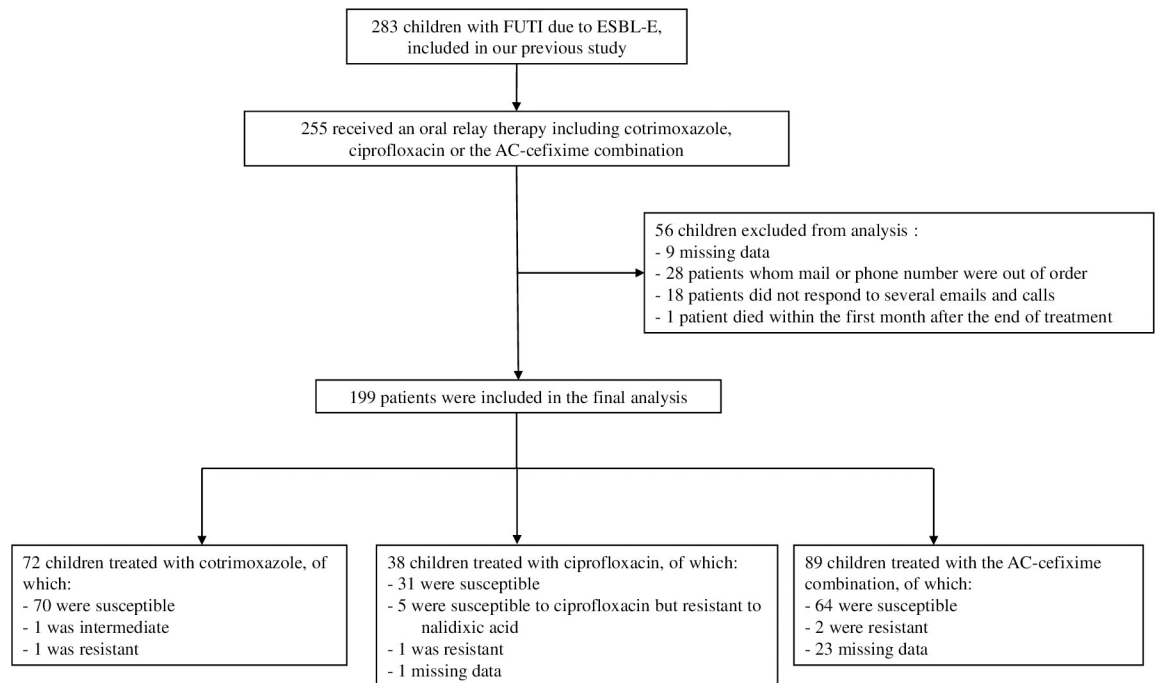 283 children with FUTI due to ESBL-E,
included in our previous study
255 received an oral relay therapy including cotrimoxazole,
ciprofloxacin or the AC-cefixime combination
56 children excluded from analysis :
- 9 missing data
- 28 patients whom mail or phone number were out of order
- 18 patients did not respond to several emails and calls
- 1 patient died within the first month after the end of treatment
199 patients were included in the final analysis
72 children treated with cotrimoxazole, of
which:
- 70 were susceptible
- 1 was intermediate
- 1 was resistant
38 children treated with ciprofloxacin, of which:
- 31 were susceptible
- 5 were susceptible to ciprofloxacin but resistant to
nalidixic acid
- 1 was resistant
- 1 missing data
89 children treated with the AC-cefixime
combination, of which:
- 64 were susceptible
- 2 were resistant
- 23 missing data